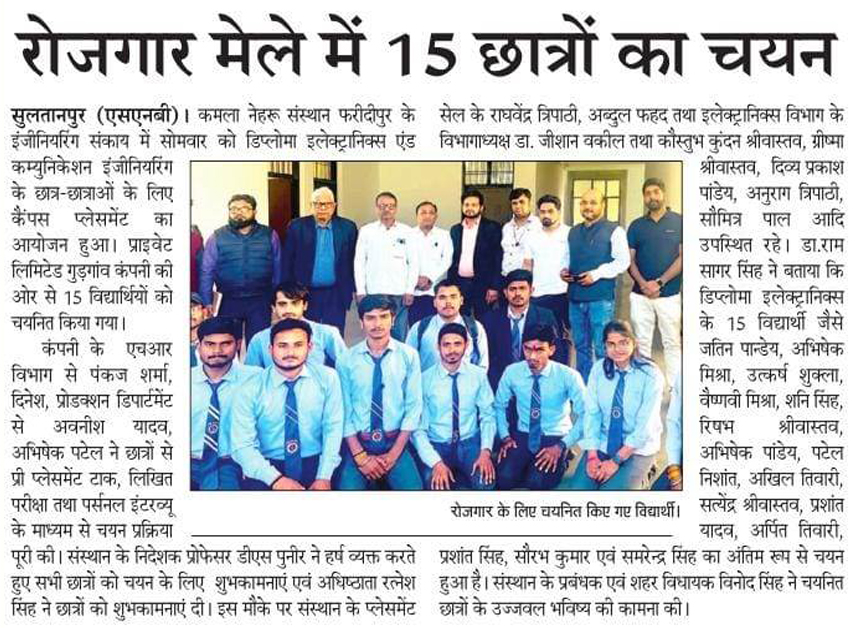 रोजगार मेले में 15 छात्रों का चयन
सुलतानपुर (एसएनबी)। कमला नेहरू संस्थान फरीदीपुर के
इंजीनियरिंग संकाय में सोमवार को डिप्लोमा इलेक्ट्रानिक्स एंड
कम्युनिकेशन इंजीनियरिंग
के छात्र-छात्राओं के लिए
कैंपस प्लेसमेंट का
आयोजन हुआ। प्राइवेट
लिमिटेड गुड़गांव कंपनी की
ओर से 15 विद्यार्थियों को
चयनित किया गया।
कंपनी के एचआर
विभाग से पंकज शर्मा,
दिनेश, प्रोडक्शन डिपार्टमेंट
से अवनीश यादव,
अभिषेक पटेल ने छात्रों से
प्री प्लेसमेंट टाक, लिखित
परीक्षा तथा पर्सनल इंटरव्यू
के माध्यम से चयन प्रक्रिया
पूरी की। संस्थान के निदेशक प्रोफेसर डीएस पुनीर ने हर्ष व्यक्त करते
हुए सभी छात्रों को चयन के लिए शुभकामनाएं एवं अधिष्ठाता रत्नेश
सिंह ने छात्रों को शुभकामनाएं दी। इस मौके पर संस्थान के प्लेसमेंट
सेल के राघवेंद्र त्रिपाठी, अब्दुल फहद तथा इलेक्ट्रानिक्स विभाग के
विभागाध्यक्ष डा. जीशान वकील तथा कौस्तुभ कुंदन श्रीवास्तव, ग्रीष्मा
श्रीवास्तव, दिव्य प्रकाश
पांडेय, अनुराग त्रिपाठी,
सौमित्र पाल आदि
उपस्थित रहे। डा.राम
सागर सिंह ने बताया कि
डिप्लोमा इलेक्ट्रानिक्स
के 15 विद्यार्थी जैसे
जतिन पान्डेय, अभिषेक
मिश्रा, उत्कर्ष शुक्ला,
वैष्णवी मिश्रा, शनि सिंह,
रिषभ श्रीवास्तव,
अभिषेक पांडेय, पटेल
निशांत, अखिल तिवारी,
सत्येंद्र श्रीवास्तव, प्रशांत
यादव, अर्पित तिवारी,
प्रशांत सिंह, सौरभ कुमार एवं समरेन्द्र सिंह का अंतिम रूप से चयन
हुआ है। संस्थान के प्रबंधक एवं शहर विधायक विनोद सिंह ने चयनित
छात्रों के उज्जवल भविष्य की कामना की।
रोजगार के लिए चयनित किए गए विद्यार्थी।